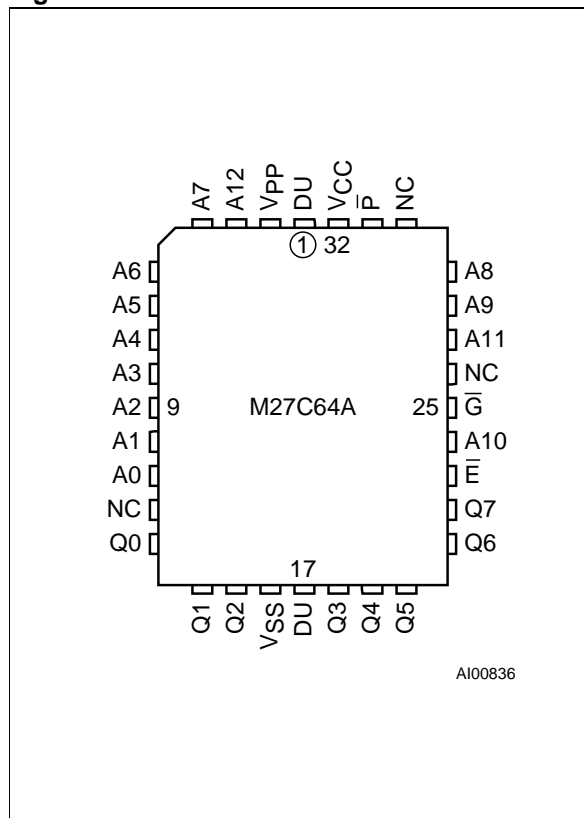 A7 A12 VPP DU VCC P̅ NC
1 32
A6 A8
A5 A9
A4 A11
A3 NC
A2 9 M27C64A 25 G̅
A1 A10
A0 E̅
NC Q7
Q0 Q6
17
Q1 Q2 VSS DU Q3 Q4 Q5
AI00836